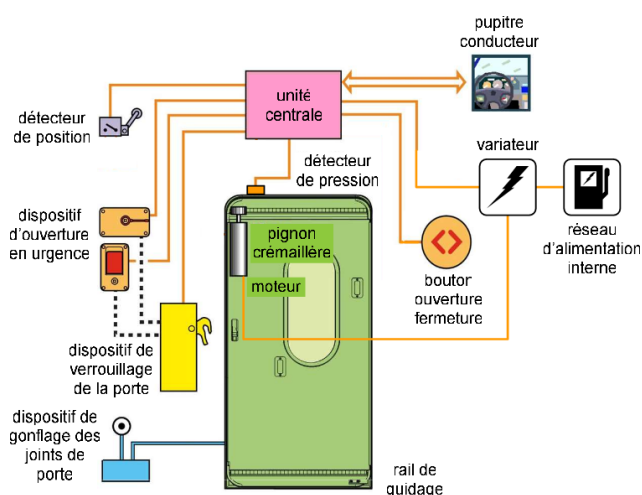 pupitre
conducteur
unité
centrale
détecteur
de position
détecteur
de pression
variateur
réseau
d'alimentation
interne
dispositif
d'ouverture
en urgence
pignon
crémaillère
moteur
bouton
ouverture
fermeture
dispositif de
verrouillage
de la porte
dispositif de
gonflage des
joints de
porte
rail de
guidage